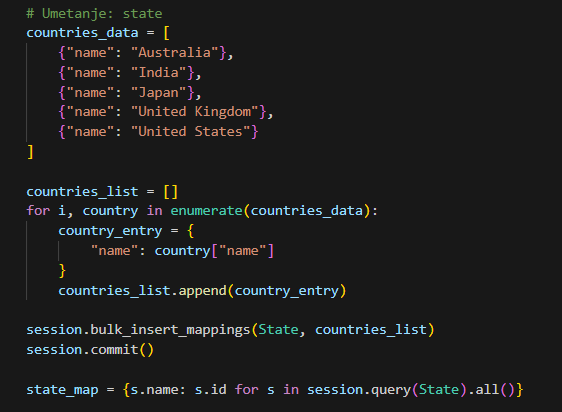 # Umetanje: state
countries_data = [
    {"name": "Australia"},
    {"name": "India"},
    {"name": "Japan"},
    {"name": "United Kingdom"},
    {"name": "United States"}
]

countries_list = []
for i, country in enumerate(countries_data):
    country_entry = {
        "name": country["name"]
    }
    countries_list.append(country_entry)

session.bulk_insert_mappings(State, countries_list)
session.commit()

state_map = {s.name: s.id for s in session.query(State).all()}